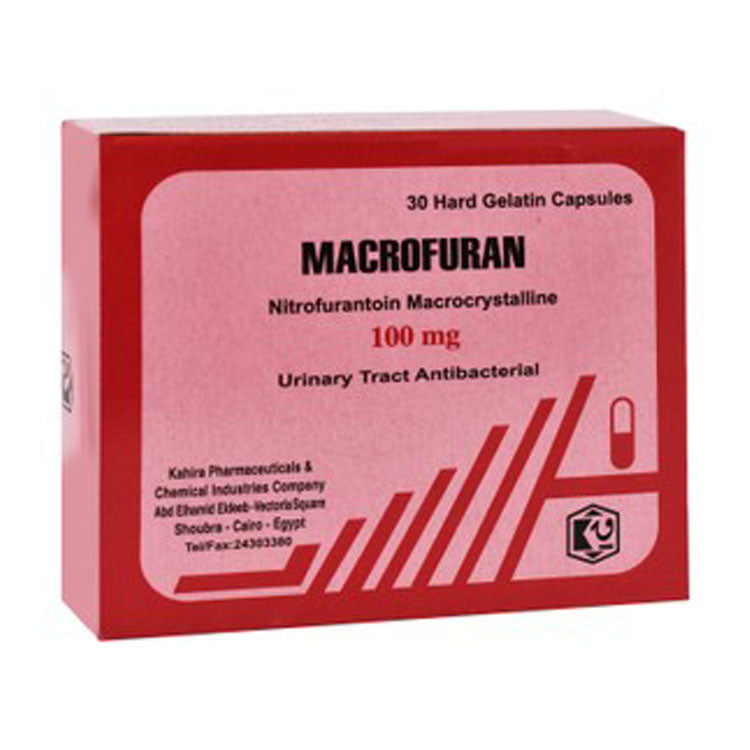 30 Hard Gelatin Capsules
MACROFURAN
Nitrofurantoin Macrocrystalline
100 mg
Urinary Tract Antibacterial
Kahira Pharmaceuticals &
Chemical Industries Company
Abd Elhamid Eldeeb-Vectoria Square
Shoubra - Cairo - Egypt
Tel/Fax:24303380